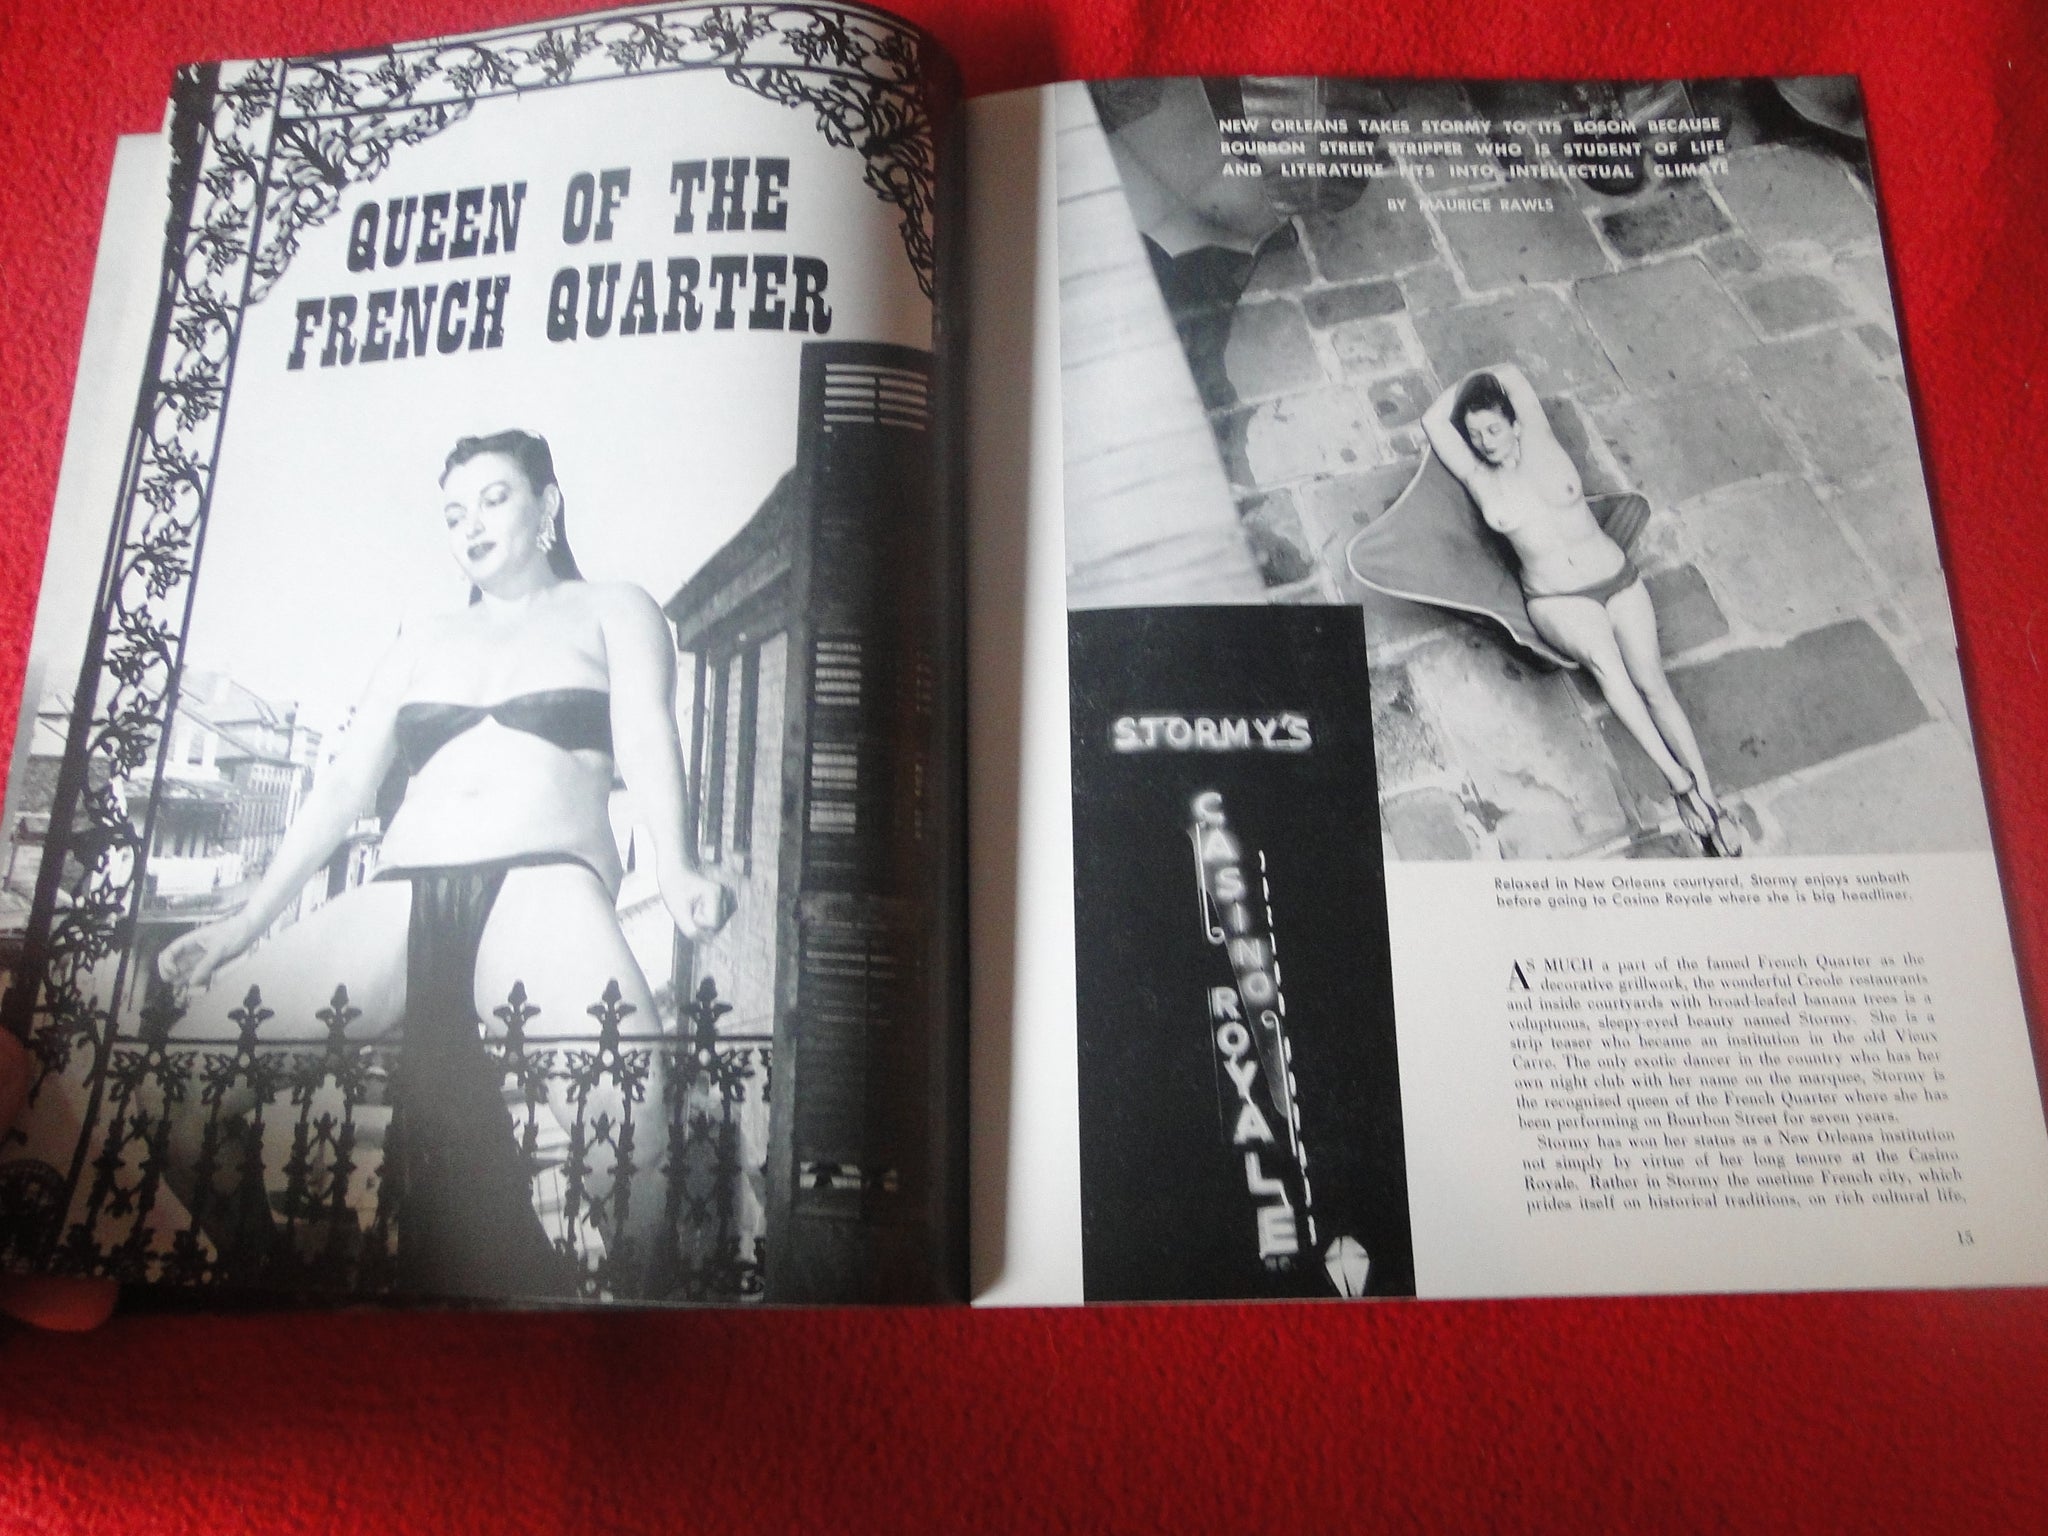 QUEEN OF THE
FRENCH QUARTER
NEW ORLEANS TAKES STORMY TO ITS BOSOM BECAUSE
BOURBON STREET STRIPPER WHO IS STUDENT OF LIFE
AND LITERATURE FITS INTO INTELLECTUAL CLIMATE
BY MAURICE RAWLS
STORMY'S
CASINO
ROYALE
Relaxed in New Orleans courtyard, Stormy enjoys sunbath
before going to Casino Royale where she is big headliner.
AS MUCH a part of the famed French Quarter as the
decorative grillwork, the wonderful Creole restaurants
and inside courtyards with broad-leafed banana trees is a
voluptuous, sleepy-eyed beauty named Stormy. She is a
strip teaser who became an institution in the old Vieux
Carre. The only exotic dancer in the country who has her
own night club with her name on the marquee, Stormy is
the recognized queen of the French Quarter where she has
been performing on Bourbon Street for seven years.
Stormy has won her status as a New Orleans institution
not simply by virtue of her long tenure at the Casino
Royale. Rather in Stormy the onetime French city, which
prides itself on historical traditions, on rich cultural life,
15